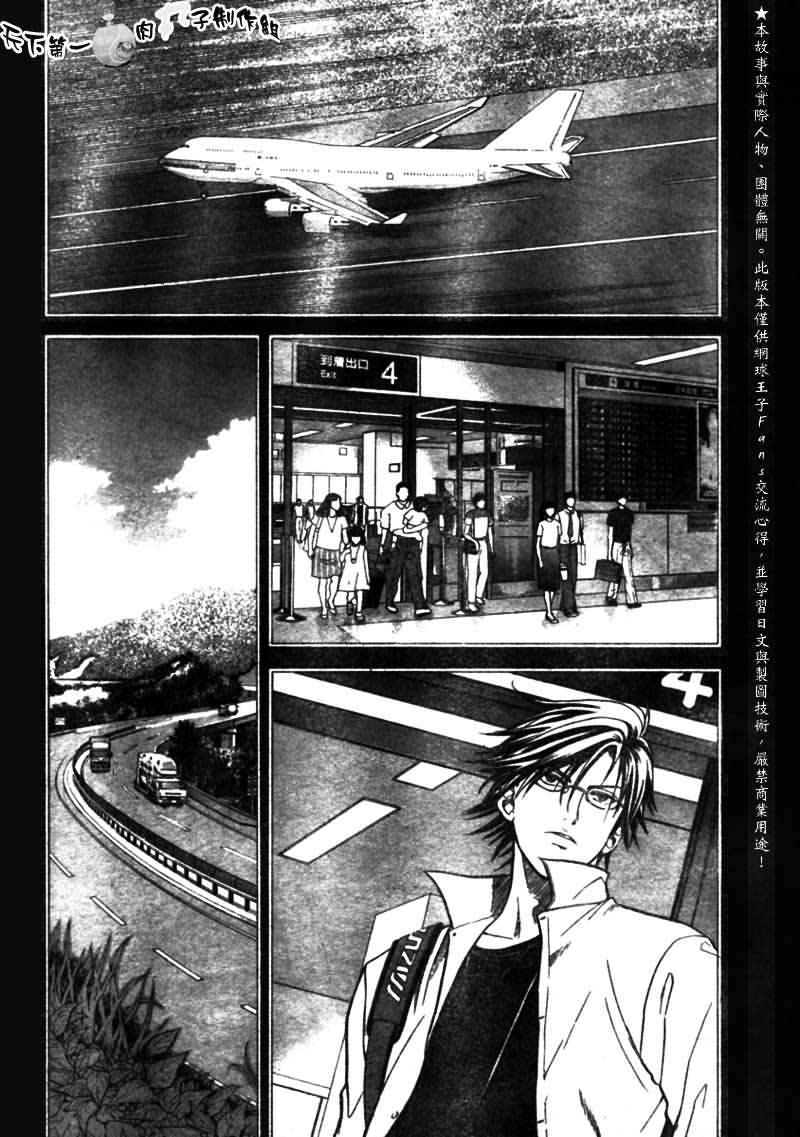 天下第一肉丸子制作組
★本故事與實際人物、團體無關。此版本僅供網球王子Fans交流心得，並學習日文與製圖技術，嚴禁商業用途！
到着出口 4
Exit
4